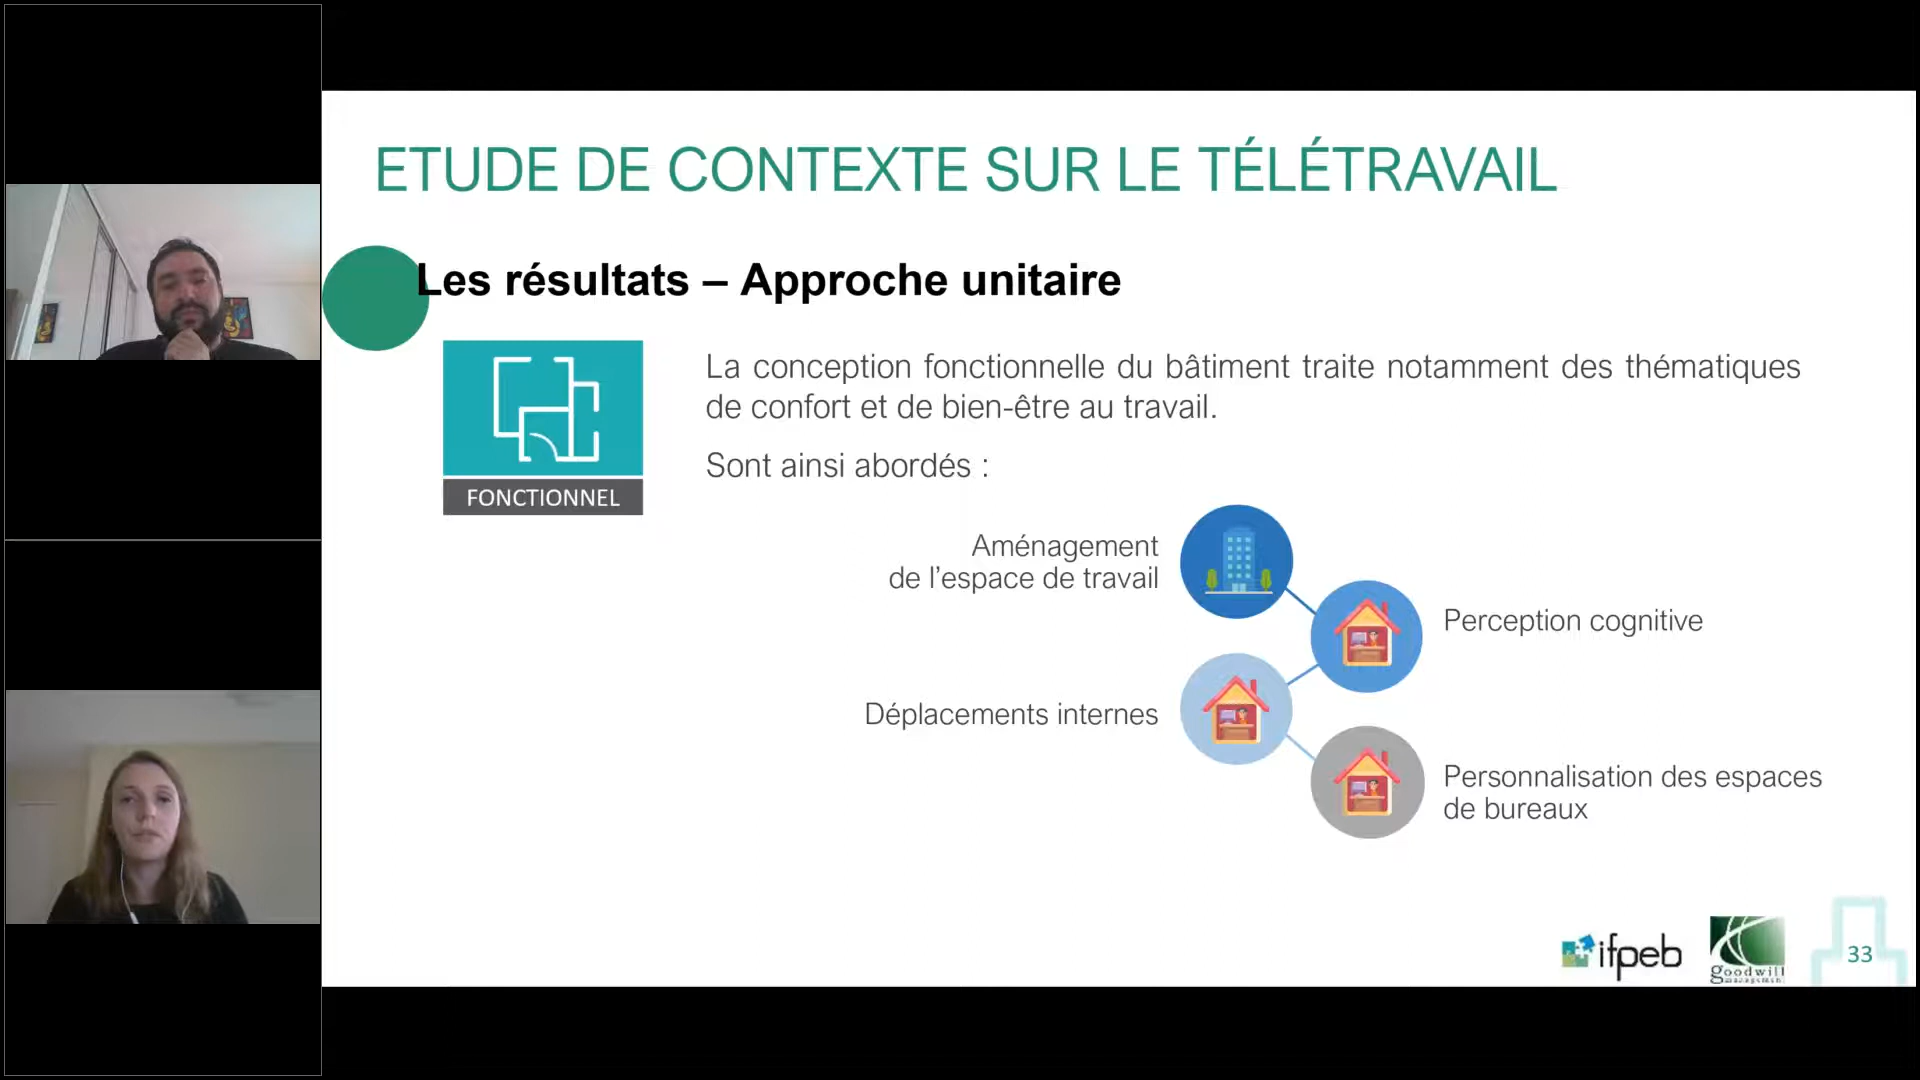 ETUDE DE CONTEXTE SUR LE TÉLÉTRAVAIL
Les résultats – Approche unitaire
FONCTIONNEL
La conception fonctionnelle du bâtiment traite notamment des thématiques
de confort et de bien-être au travail.
Sont ainsi abordés :
Aménagement
de l’espace de travail
Perception cognitive
Déplacements internes
Personnalisation des espaces
de bureaux
ifpeb
goodwill
management
33